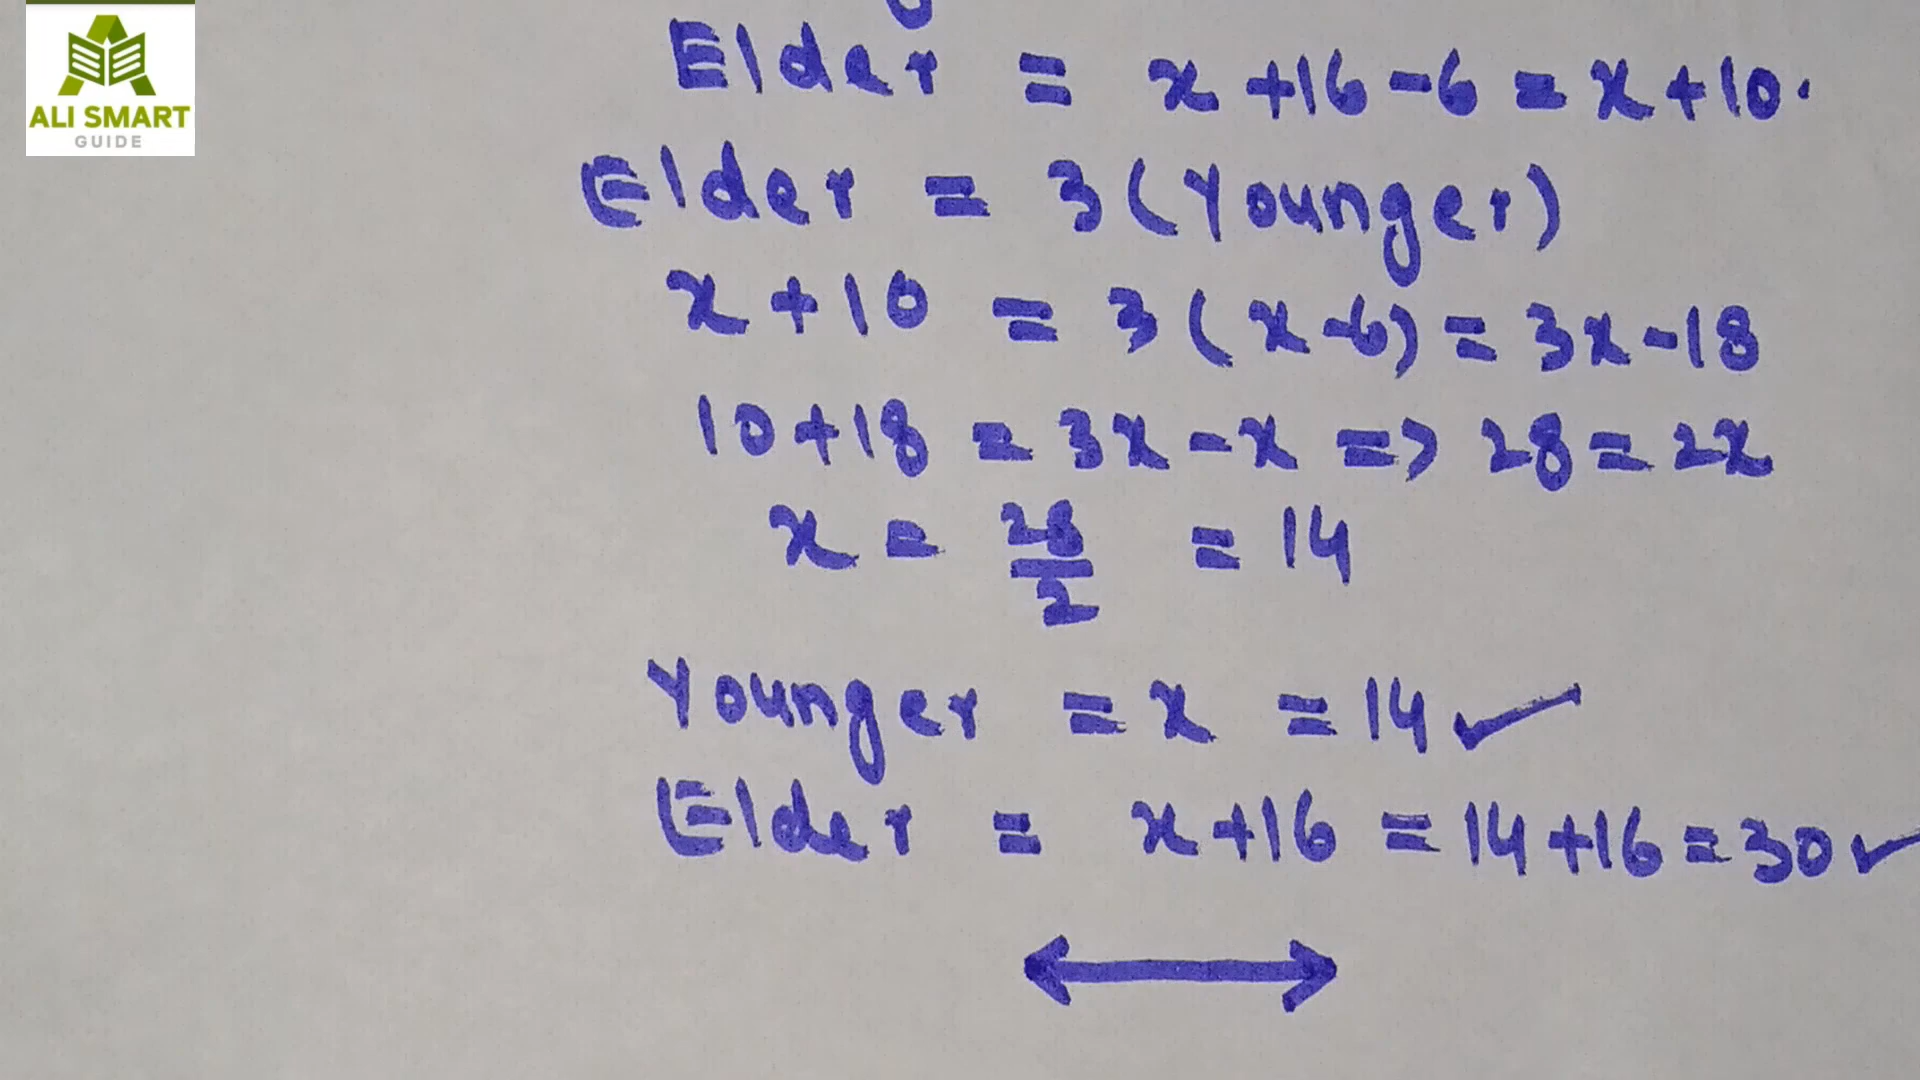 ALI SMART
GUIDE
Elder = x + 16 - 6 = x + 10.
Elder = 3 (Younger)
x + 10 = 3 (x - 6) = 3x - 18
10 + 18 = 3x - x => 28 = 2x
x = 28/2 = 14
Younger = x = 14 ✓
Elder = x + 16 = 14 + 16 = 30 ✓